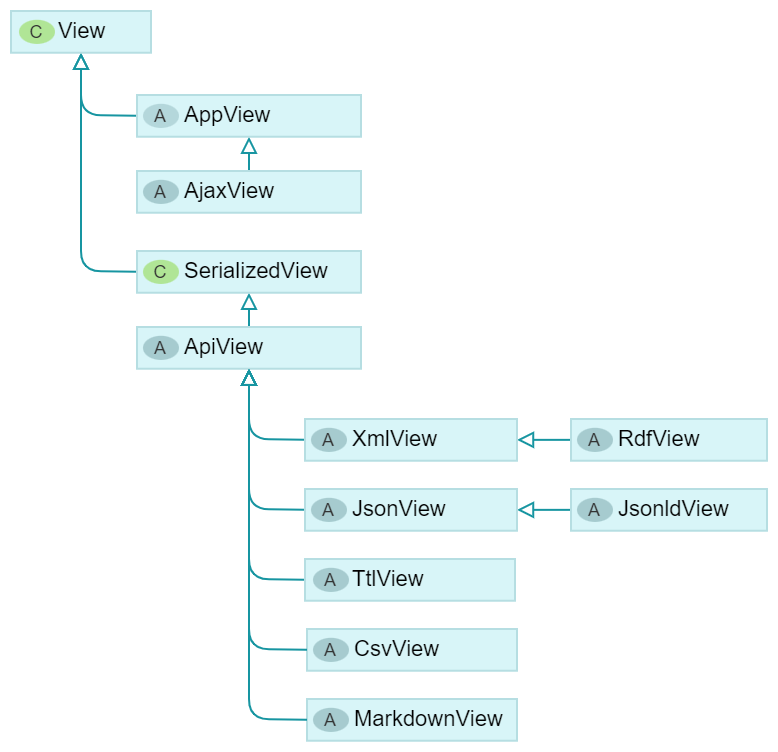 C View
A AppView
A AjaxView
C SerializedView
A ApiView
A XmlView
A RdfView
A JsonView
A JsonldView
A TtlView
A CsvView
A MarkdownView